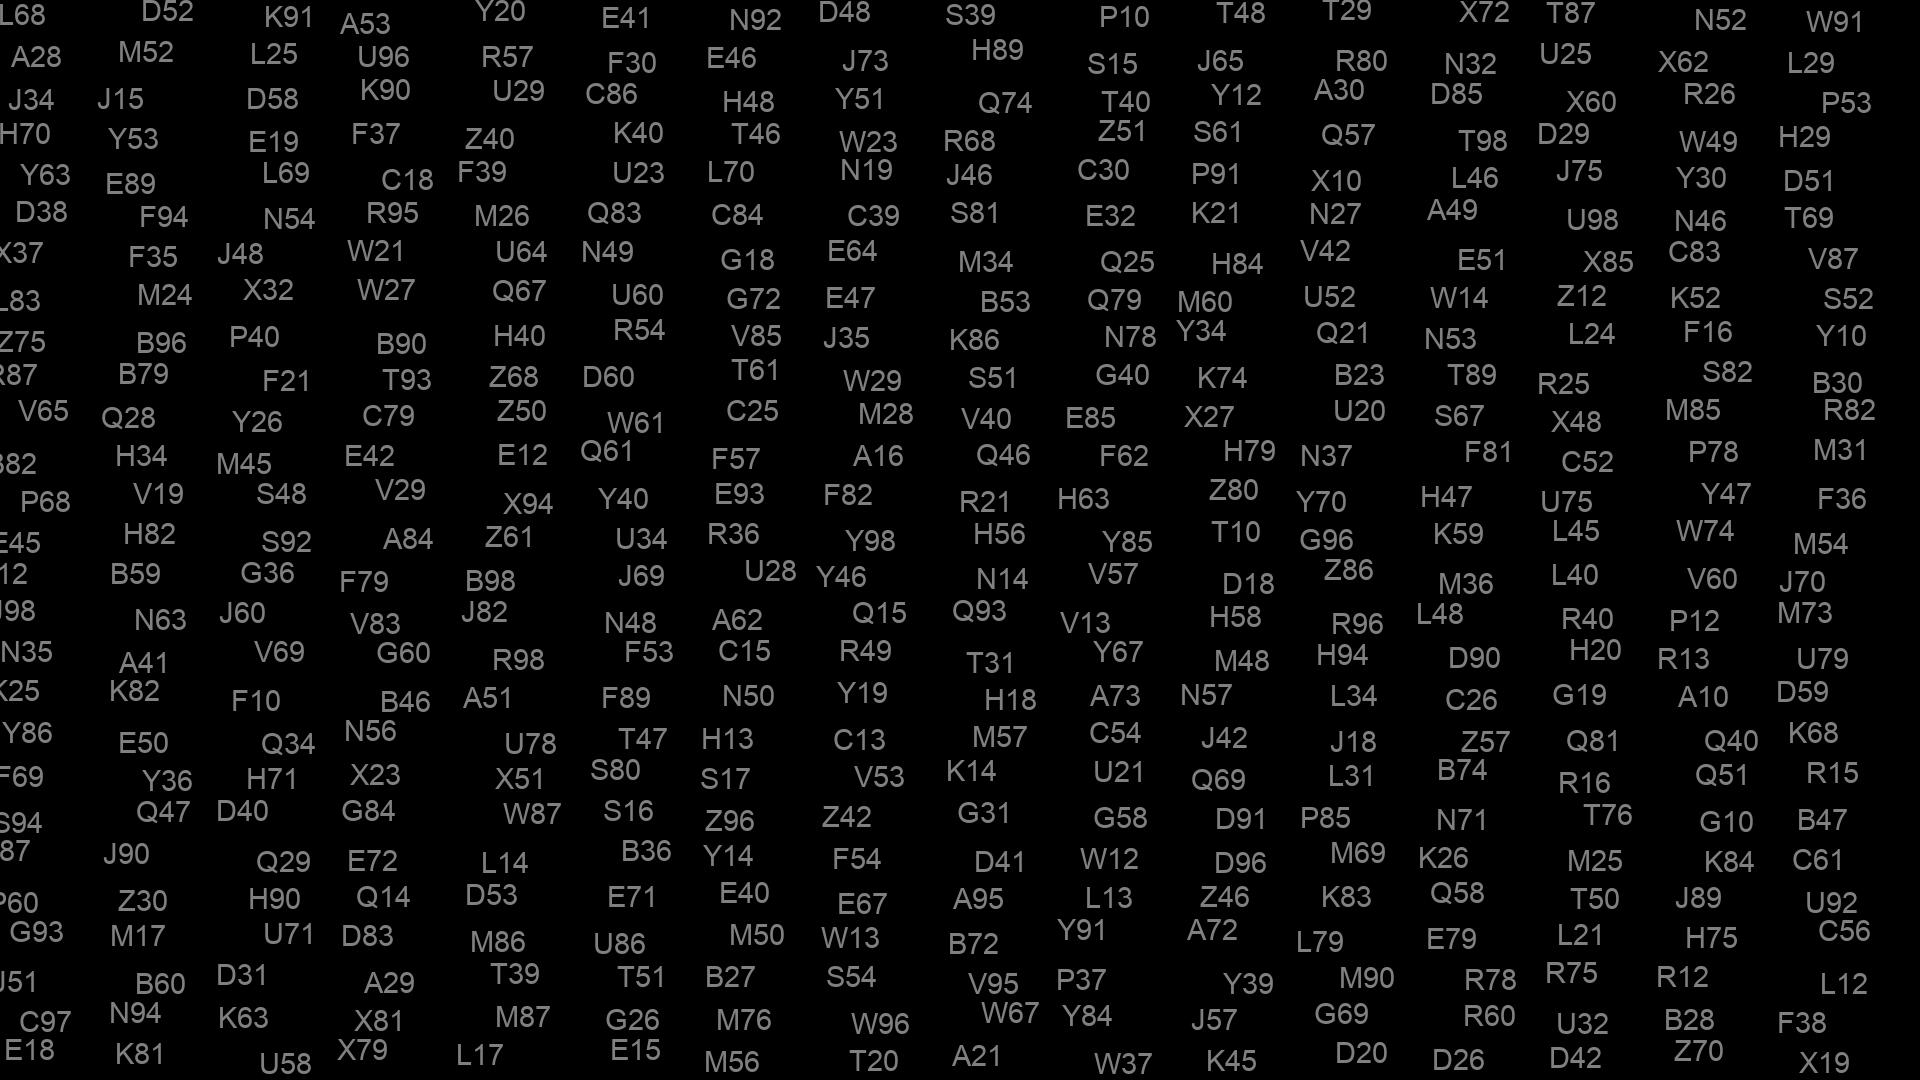 L68 D52 K91 A53 Y20 E41 N92 D48 S39 P10 T48 T29 X72 T87 N52 W91
A28 M52 L25 U96 R57 F30 E46 J73 H89 S15 J65 R80 N32 U25 X62 L29
J34 J15 D58 K90 U29 C86 H48 Y51 Q74 T40 Y12 A30 D85 X60 R26 P53
H70 Y53 E19 F37 Z40 K40 T46 W23 R68 Z51 S61 Q57 T98 D29 W49 H29
Y63 E89 L69 C18 F39 U23 L70 N19 J46 C30 P91 X10 L46 J75 Y30 D51
D38 F94 N54 R95 M26 Q83 C84 C39 S81 E32 K21 N27 A49 U98 N46 T69
X37 F35 J48 W21 U64 N49 G18 E64 M34 Q25 H84 V42 E51 X85 C83 V87
L83 M24 X32 W27 Q67 U60 G72 E47 B53 Q79 M60 U52 W14 Z12 K52 S52
Z75 B96 P40 B90 H40 R54 V85 J35 K86 N78 Y34 Q21 N53 L24 F16 Y10
R87 B79 F21 T93 Z68 D60 T61 W29 S51 G40 K74 B23 T89 R25 S82 B30
V65 Q28 Y26 C79 Z50 W61 C25 M28 V40 E85 X27 U20 S67 X48 M85 R82
B82 H34 M45 E42 E12 Q61 F57 A16 Q46 F62 H79 N37 F81 C52 P78 M31
P68 V19 S48 V29 X94 Y40 E93 F82 R21 H63 Z80 Y70 H47 U75 Y47 F36
E45 H82 S92 A84 Z61 U34 R36 Y98 H56 Y85 T10 G96 K59 L45 W74 M54
12 B59 G36 F79 B98 J69 U28 Y46 N14 V57 D18 Z86 M36 L40 V60 J70
98 N63 J60 V83 J82 N48 A62 Q15 Q93 V13 H58 R96 L48 R40 P12 M73
N35 A41 V69 G60 R98 F53 C15 R49 T31 Y67 M48 H94 D90 H20 R13 U79
K25 K82 F10 B46 A51 F89 N50 Y19 H18 A73 N57 L34 C26 G19 A10 D59
Y86 E50 Q34 N56 U78 T47 H13 C13 M57 C54 J42 J18 Z57 Q81 Q40 K68
F69 Y36 H71 X23 X51 S80 S17 V53 K14 U21 Q69 L31 B74 R16 Q51 R15
S94 Q47 D40 G84 W87 S16 Z96 Z42 G31 G58 D91 P85 N71 T76 G10 B47
87 J90 Q29 E72 L14 B36 Y14 F54 D41 W12 D96 M69 K26 M25 K84 C61
P60 Z30 H90 Q14 D53 E71 E40 E67 A95 L13 Z46 K83 Q58 T50 J89 U92
G93 M17 U71 D83 M86 U86 M50 W13 B72 Y91 A72 L79 E79 L21 H75 C56
51 B60 D31 A29 T39 T51 B27 S54 V95 P37 Y39 M90 R78 R75 R12 L12
C97 N94 K63 X81 M87 G26 M76 W96 W67 Y84 J57 G69 R60 U32 B28 F38
E18 K81 U58 X79 L17 E15 M56 T20 A21 W37 K45 D20 D26 D42 Z70 X19